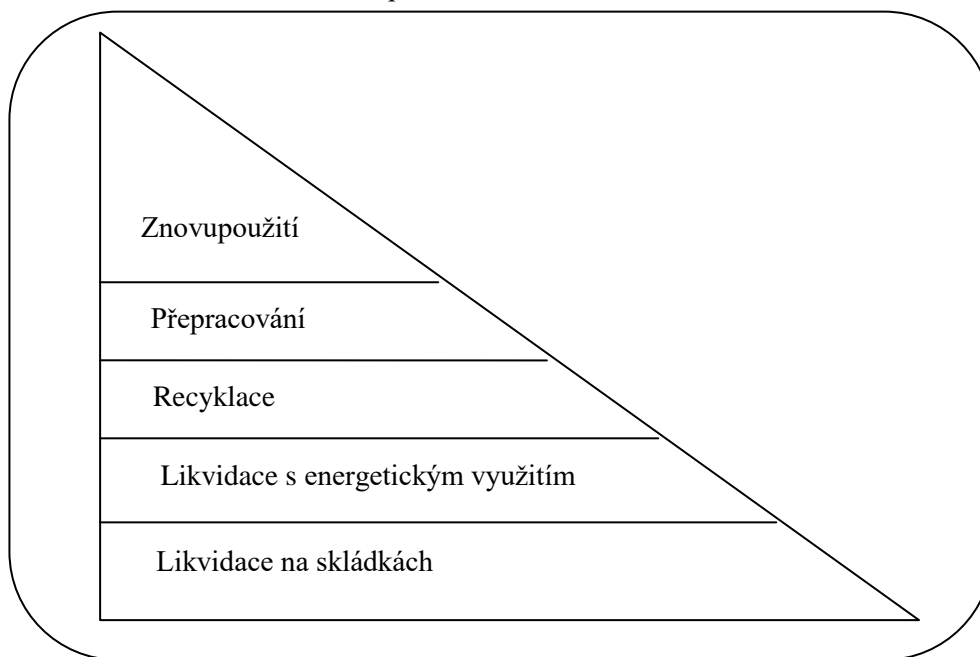 Znovupoužití
Přepracování
Recyklace
Likvidace s energetickým využitím
Likvidace na skládkách